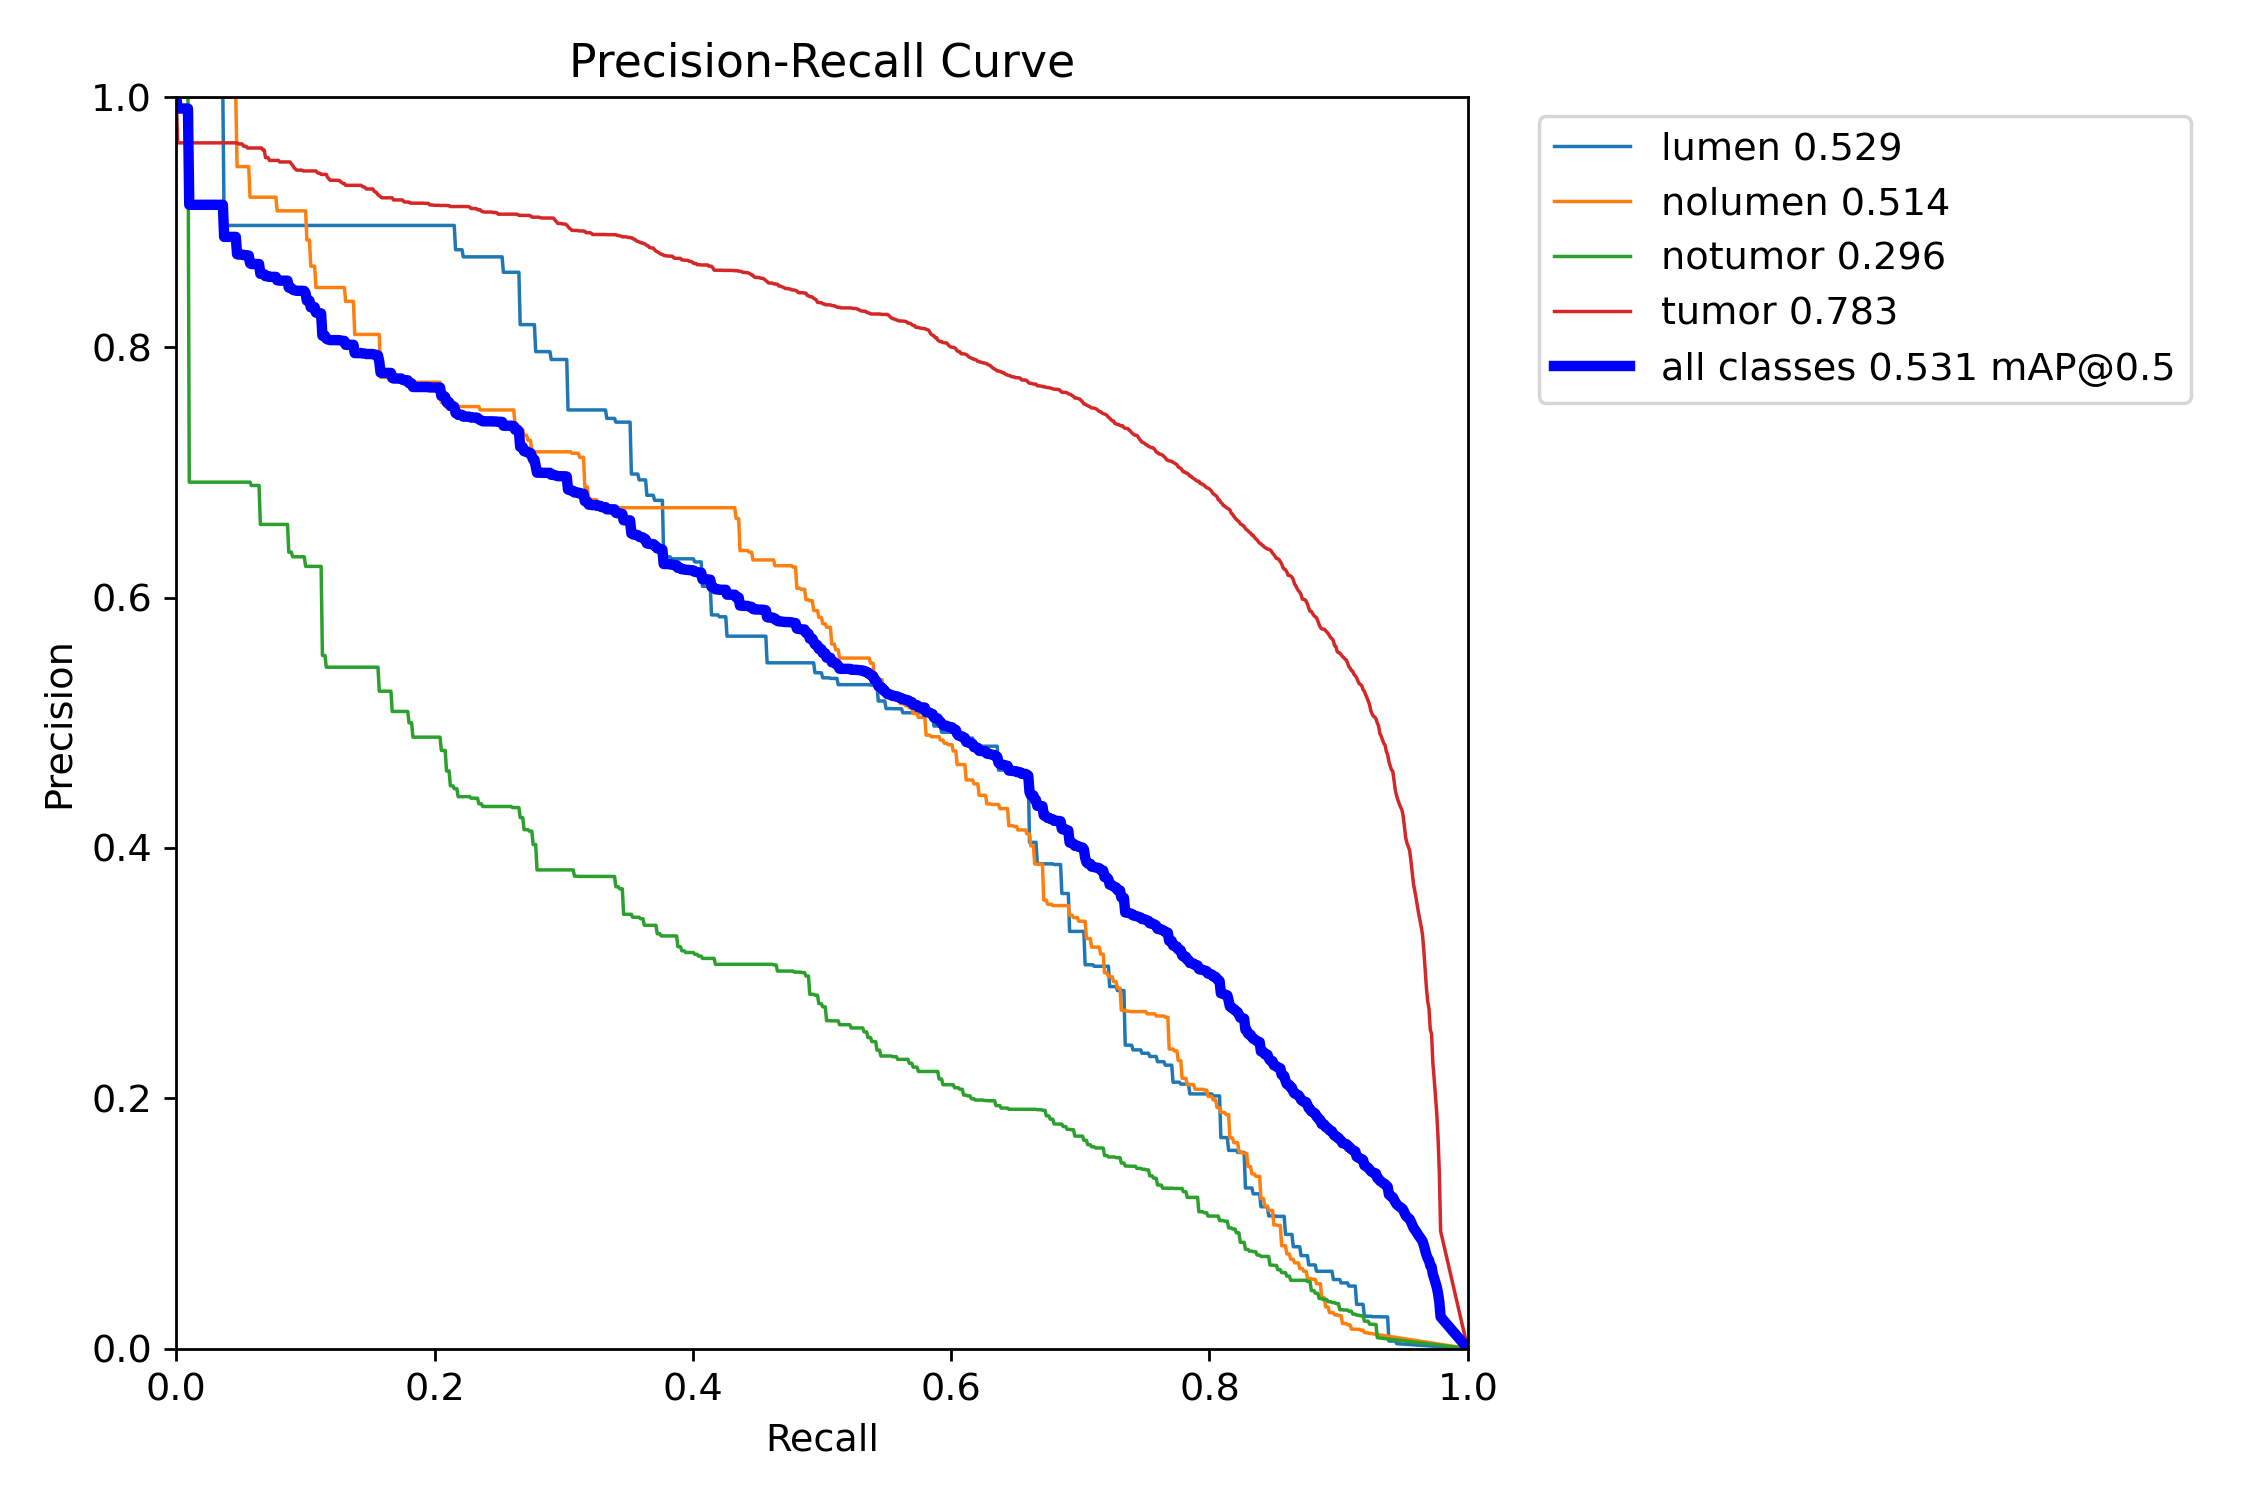 Precision-Recall Curve
1.0
0.8
0.6
0.4
0.2
0.0
Precision
0.0 0.2 0.4 0.6 0.8 1.0
Recall
lumen 0.529
nolumen 0.514
notumor 0.296
tumor 0.783
all classes 0.531 mAP@0.5